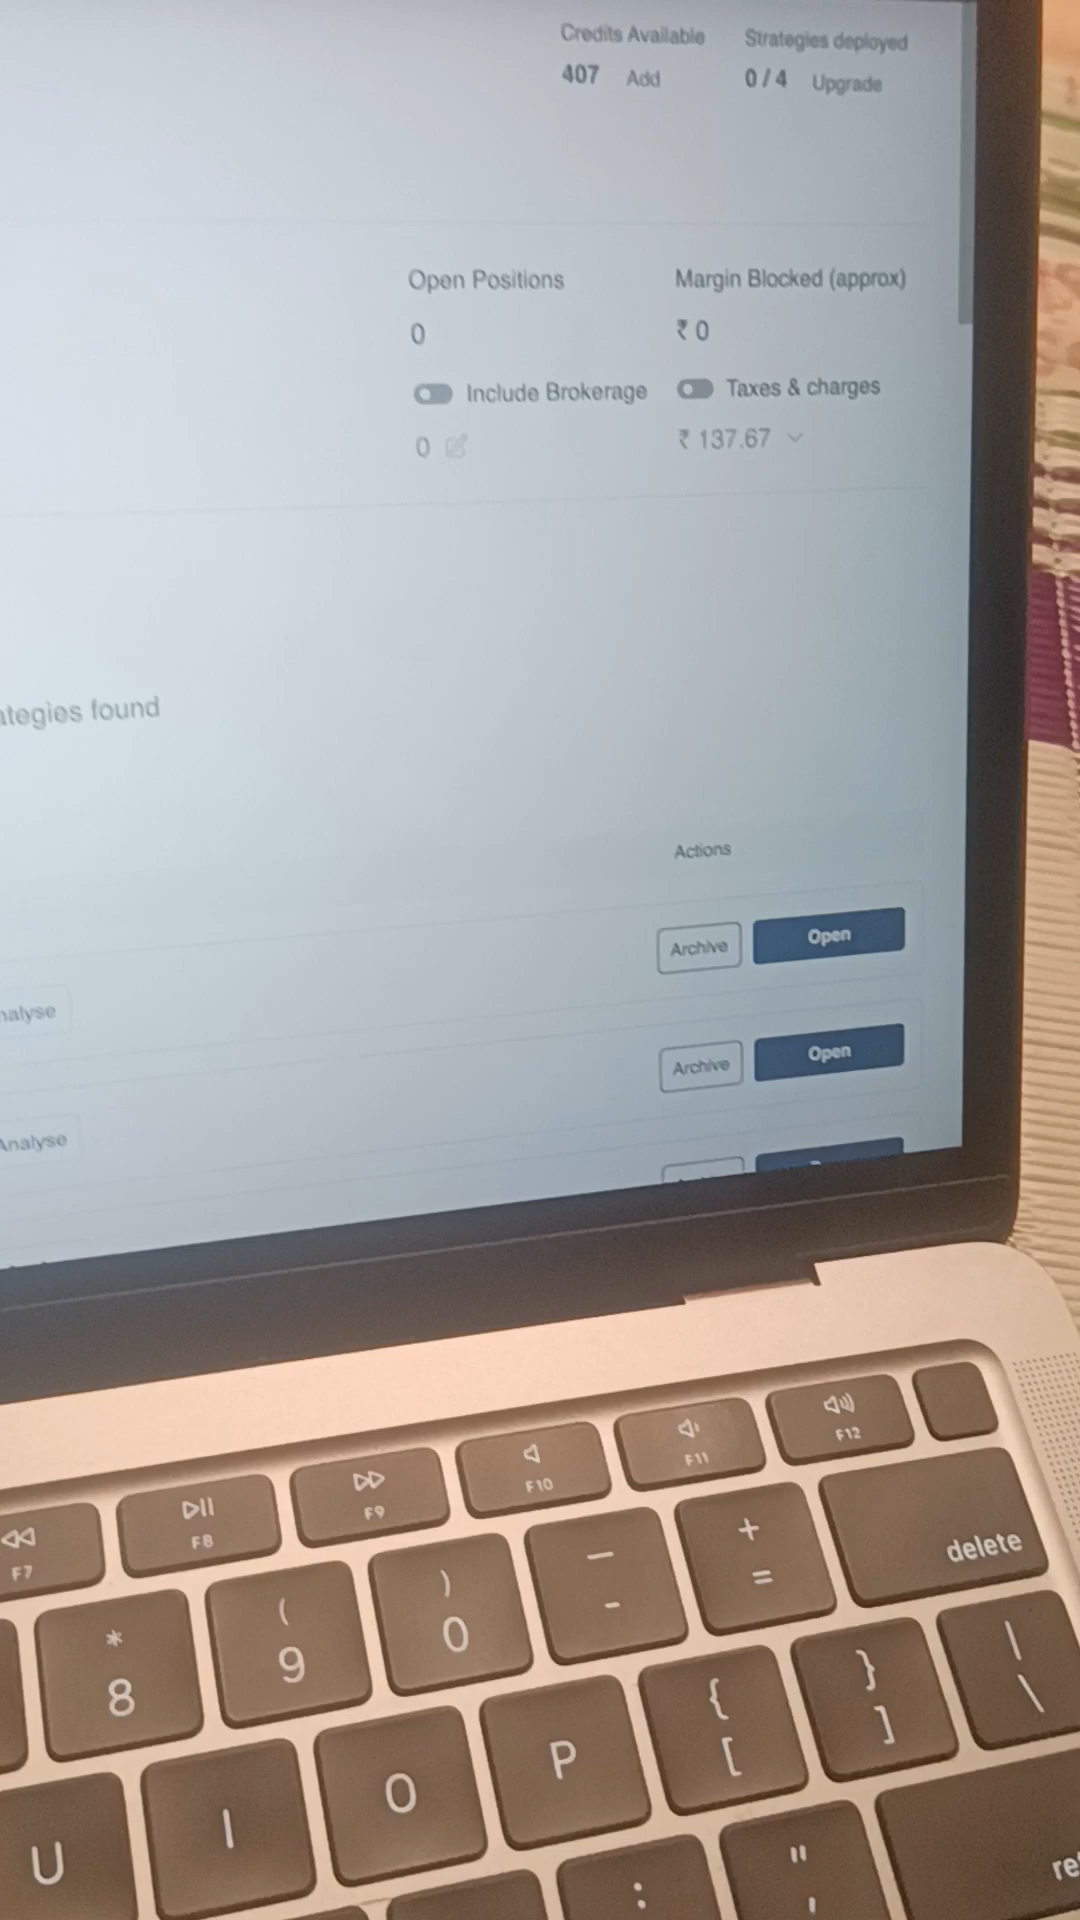 Credits Available Strategies deployed
407 Add 0 / 4 Upgrade
Open Positions Margin Blocked (approx)
0 ₹ 0
Include Brokerage Taxes & charges
0 ₹ 137.67
ategies found
Actions
Archive Open
nalyse
Archive Open
Analyse
F7 F8 F9 F10 F11 F12
* ( ) — + delete
8 9 0 - =
U I O P { } |
[ ] \
: " ret
'